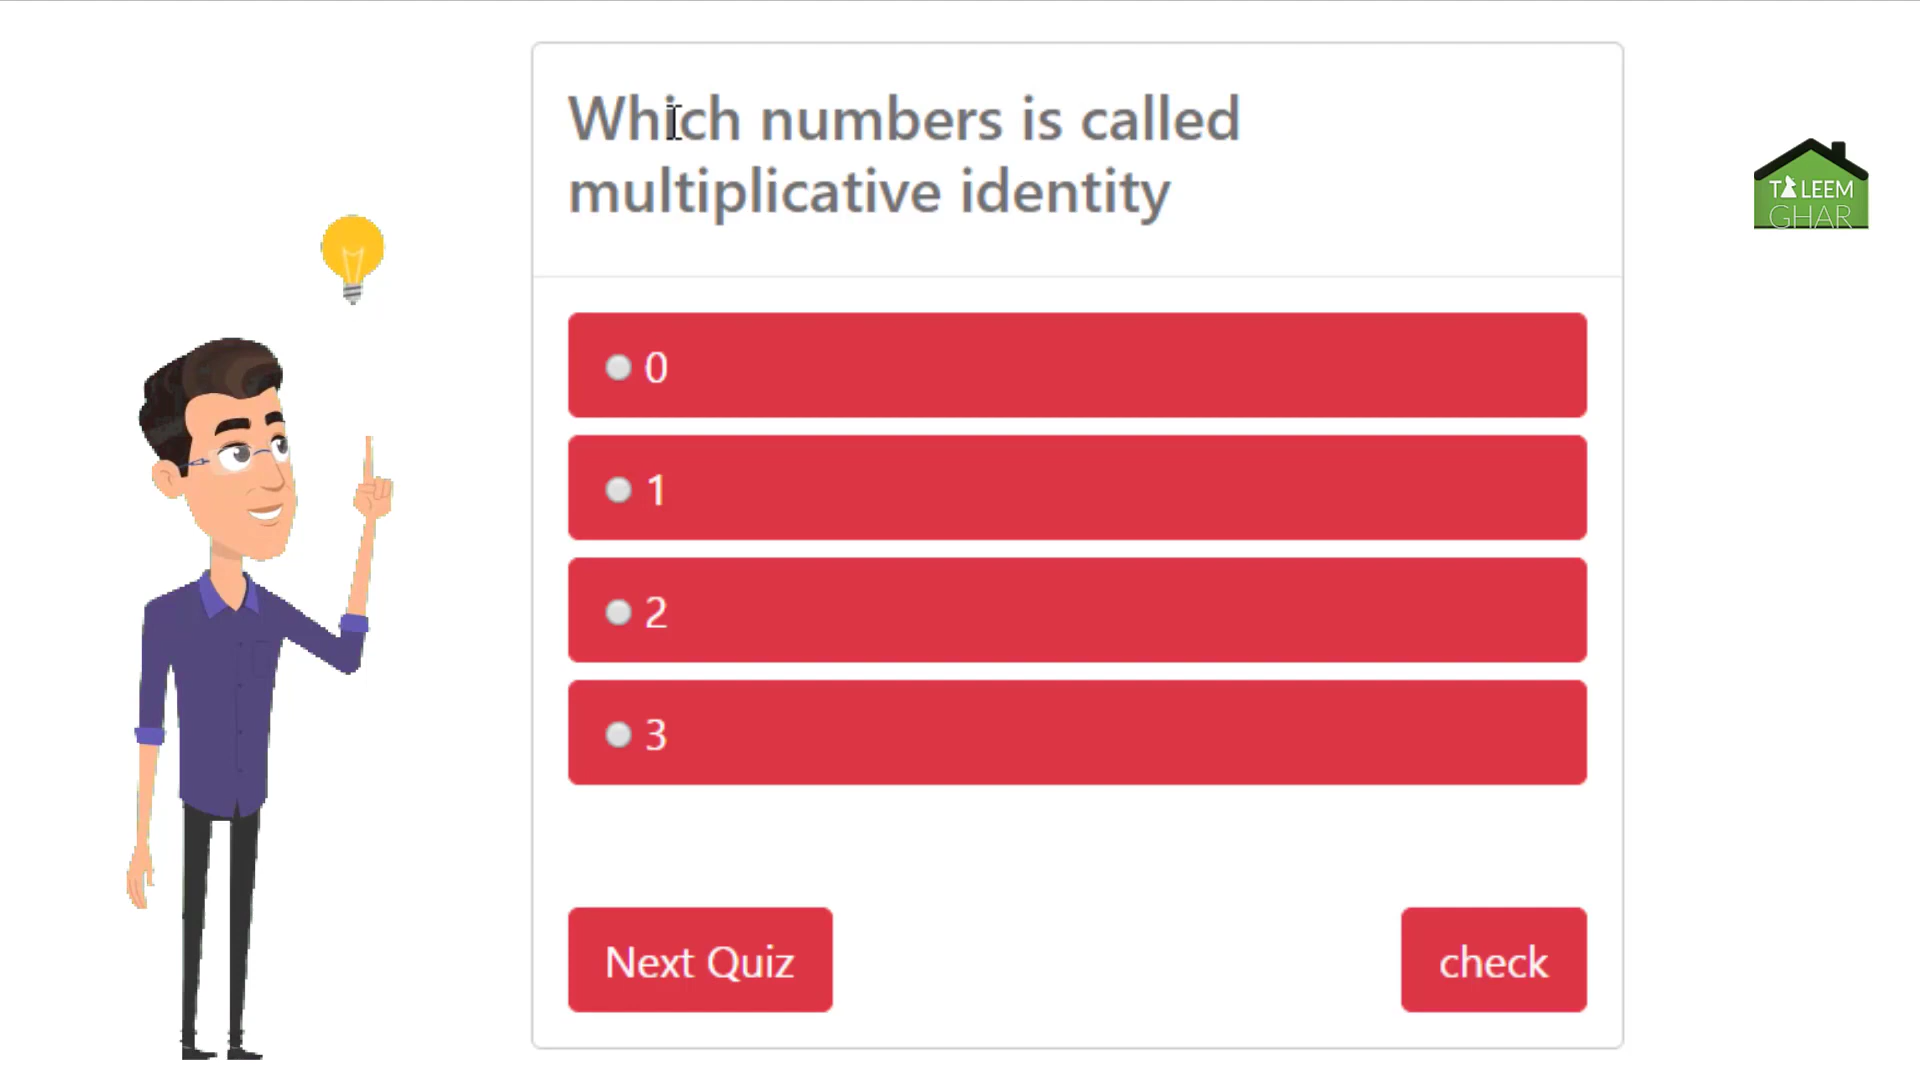 Which numbers is called
multiplicative identity
TALEEM
GHAR
0
1
2
3
Next Quiz
check